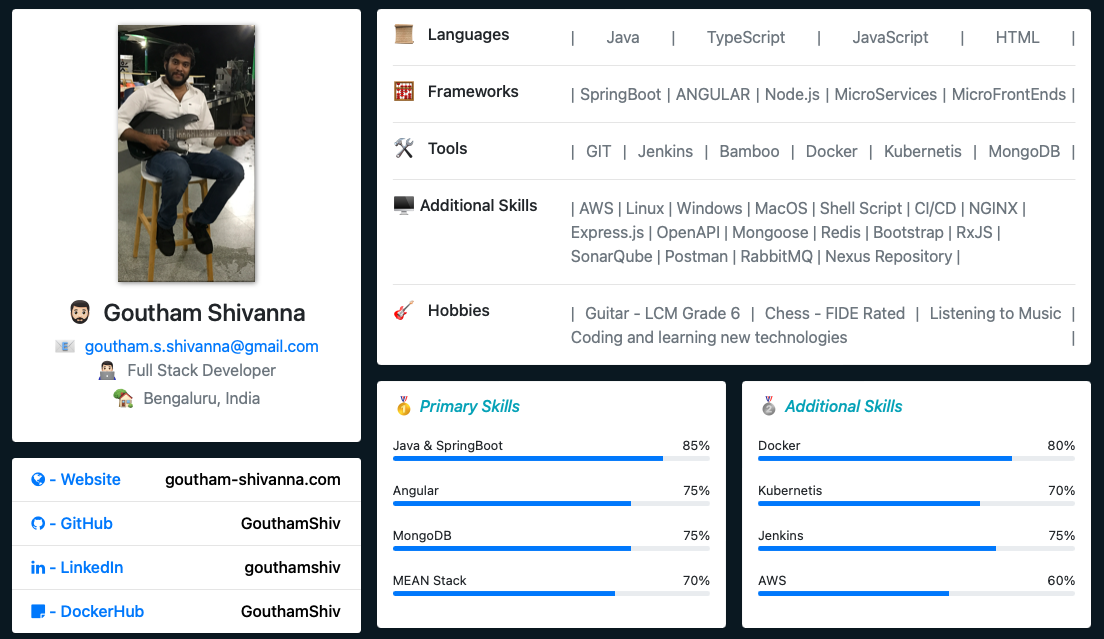 Goutham Shivanna
goutham.s.shivanna@gmail.com
Full Stack Developer
Bengaluru, India
- Website goutham-shivanna.com
- GitHub GouthamShiv
- LinkedIn gouthamshiv
- DockerHub GouthamShiv
Languages | Java | TypeScript | JavaScript | HTML |
Frameworks | SpringBoot | ANGULAR | Node.js | MicroServices | MicroFrontEnds |
Tools | GIT | Jenkins | Bamboo | Docker | Kubernetis | MongoDB |
Additional Skills | AWS | Linux | Windows | MacOS | Shell Script | CI/CD | NGINX |
Express.js | OpenAPI | Mongoose | Redis | Bootstrap | RxJS |
SonarQube | Postman | RabbitMQ | Nexus Repository |
Hobbies | Guitar - LCM Grade 6 | Chess - FIDE Rated | Listening to Music |
Coding and learning new technologies |
1 Primary Skills
Java & SpringBoot 85%
Angular 75%
MongoDB 75%
MEAN Stack 70%
2 Additional Skills
Docker 80%
Kubernetis 70%
Jenkins 75%
AWS 60%